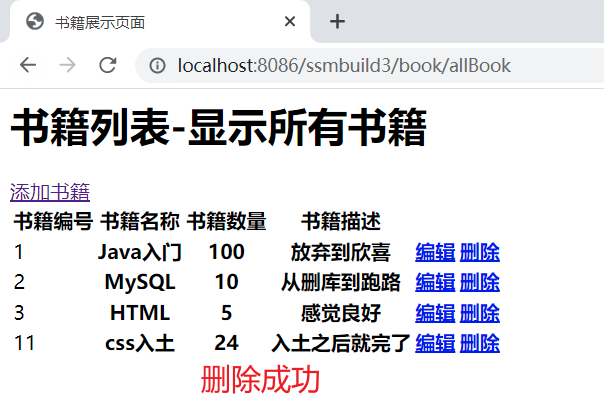 书籍展示页面
localhost:8086/ssmbuild3/book/allBook
书籍列表-显示所有书籍
添加书籍
书籍编号 书籍名称 书籍数量 书籍描述
1 Java入门 100 放弃到欣喜 编辑 删除
2 MySQL 10 从删库到跑路 编辑 删除
3 HTML 5 感觉良好 编辑 删除
11 css入土 24 入土之后就完了 编辑 删除
删除成功